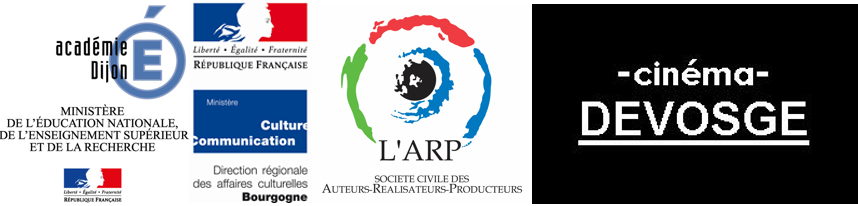 académie
Dijon
É
MINISTÈRE
DE L'ÉDUCATION NATIONALE,
DE L'ENSEIGNEMENT SUPÉRIEUR
ET DE LA RECHERCHE
Liberté • Égalité • Fraternité
RÉPUBLIQUE FRANÇAISE
Liberté • Égalité • Fraternité
RÉPUBLIQUE FRANÇAISE
Ministère
Culture
Communication
Direction régionale
des affaires culturelles
Bourgogne
L'ARP
SOCIETE CIVILE DES
AUTEURS-REALISATEURS-PRODUCTEURS
-cinéma-
DEVOSGE